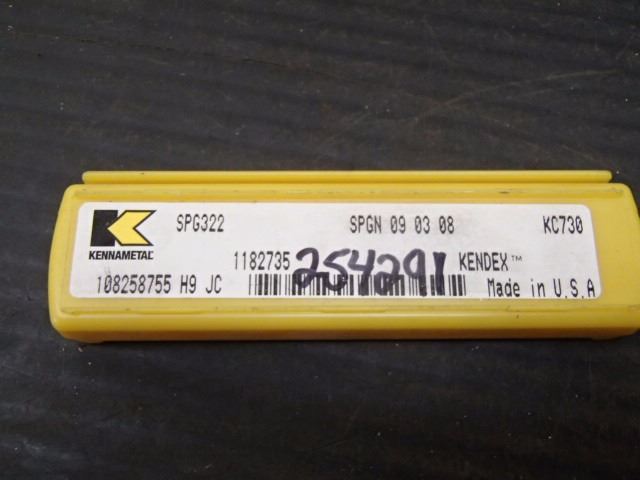 SPG322 SPGN 09 03 08 KC730
KENNAMETAL
1182735 254291 KENDEX™
108258755 H9 JC Made in U.S.A